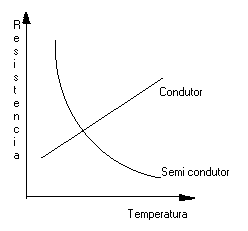 Resistencia
Condutor
Semi condutor
Temperatura